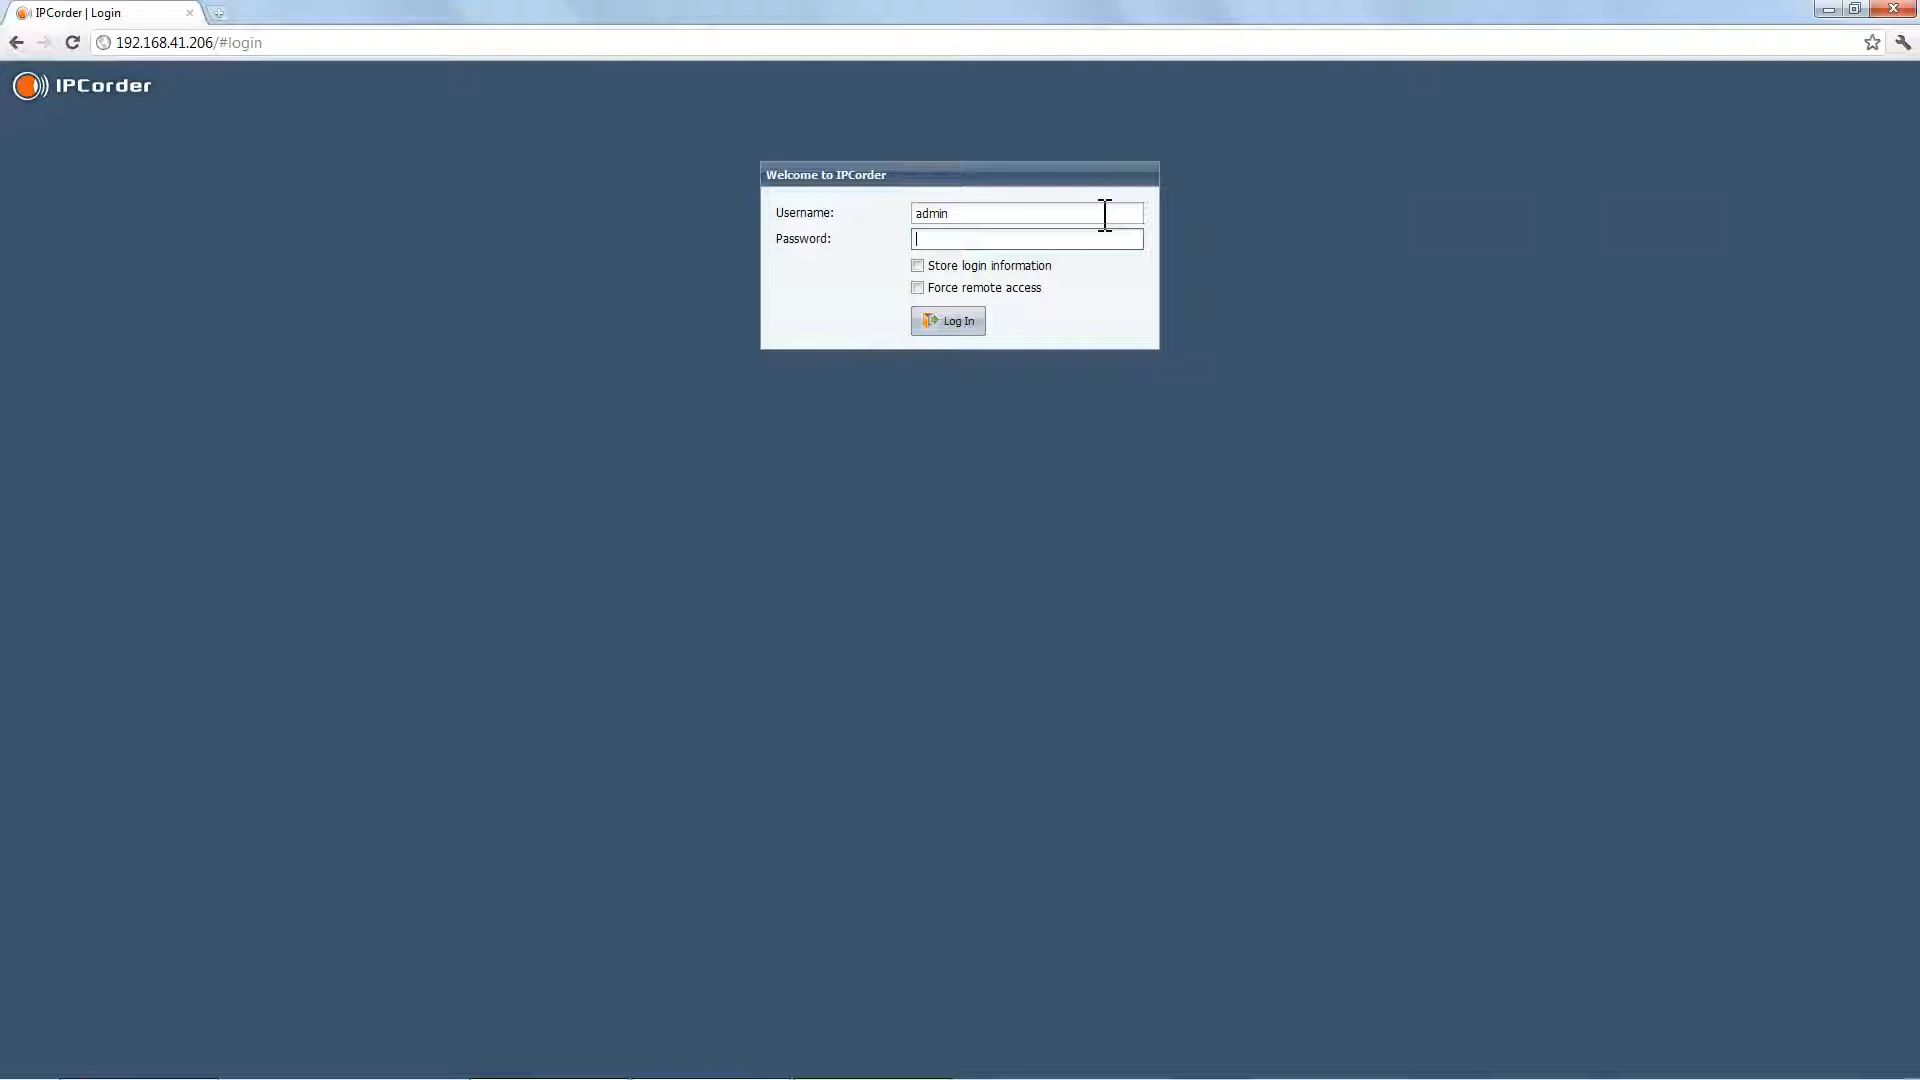 IPCorder | Login
192.168.41.206/#login
IPCorder
Welcome to IPCorder
Username:
admin
Password:
Store login information
Force remote access
Log In